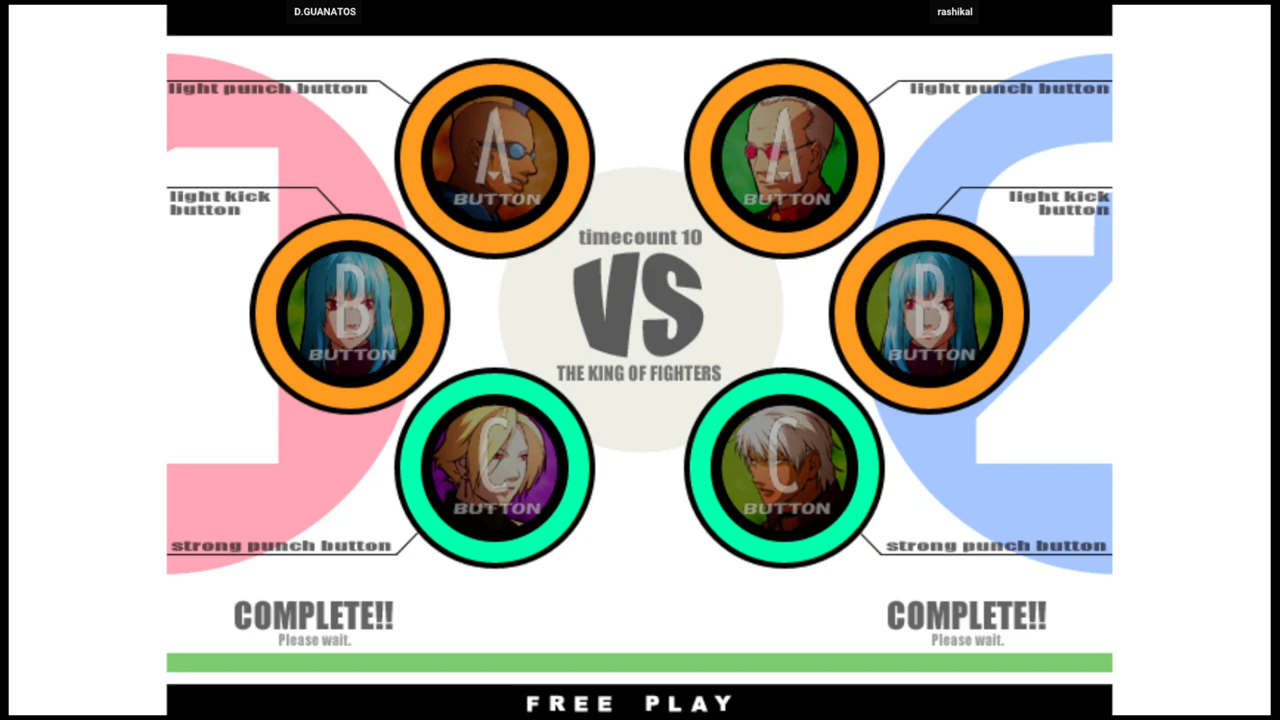 D.GUANATOS
rashikal
light punch button
light punch button
A
BUTTON
A
BUTTON
light kick
button
light kick
button
timecount 10
VS
THE KING OF FIGHTERS
B
BUTTON
B
BUTTON
C
BUTTON
C
BUTTON
strong punch button
strong punch button
COMPLETE!!
Please wait.
COMPLETE!!
Please wait.
FREE PLAY